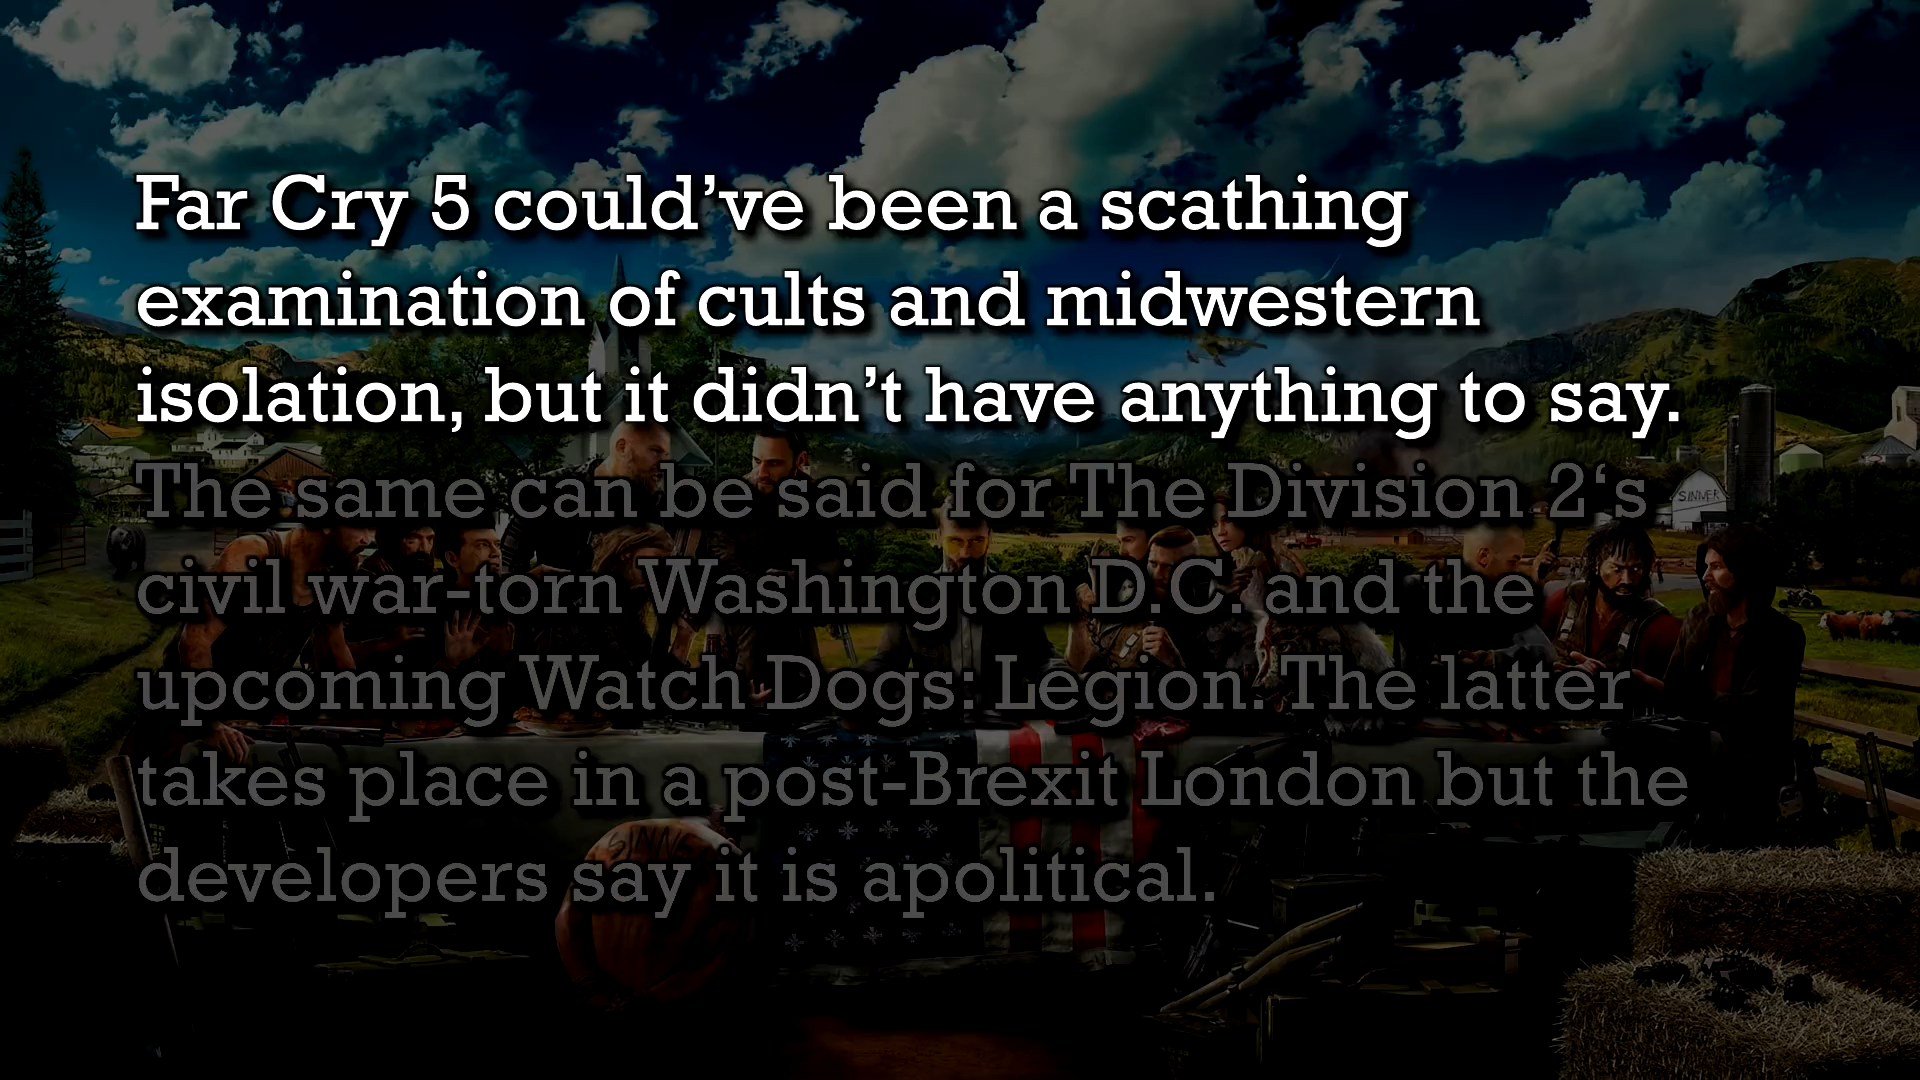 Far Cry 5 could’ve been a scathing
examination of cults and midwestern
isolation, but it didn’t have anything to say.
The same can be said for The Division 2‘s
civil war-torn Washington D.C. and the
upcoming Watch Dogs: Legion. The latter
takes place in a post-Brexit London but the
developers say it is apolitical.
SINNER
SINNE